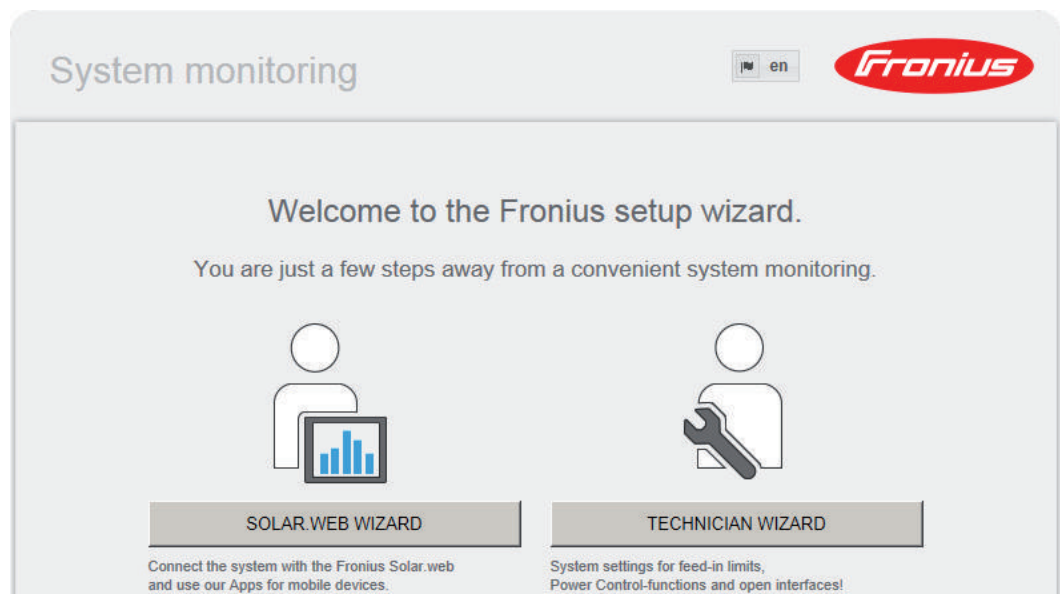 System monitoring
en
Fronius
Welcome to the Fronius setup wizard.
You are just a few steps away from a convenient system monitoring.
SOLAR.WEB WIZARD
TECHNICIAN WIZARD
Connect the system with the Fronius Solar.web
and use our Apps for mobile devices.
System settings for feed-in limits,
Power Control-functions and open interfaces!